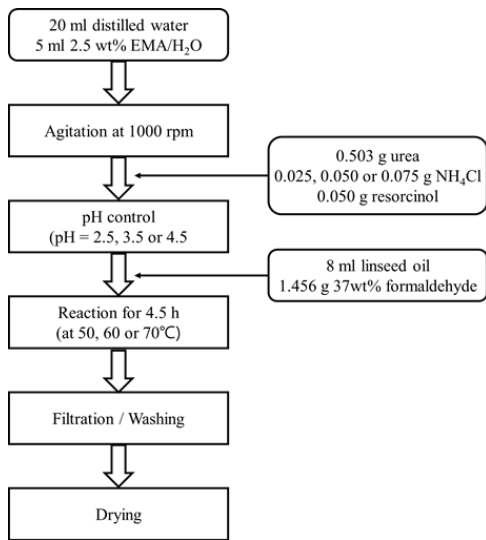 20 ml distilled water
5 ml 2.5 wt% EMA/H₂O
Agitation at 1000 rpm
0.503 g urea
0.025, 0.050 or 0.075 g NH₄Cl
0.050 g resorcinol
pH control
(pH = 2.5, 3.5 or 4.5
8 ml linseed oil
1.456 g 37wt% formaldehyde
Reaction for 4.5 h
(at 50, 60 or 70℃)
Filtration / Washing
Drying